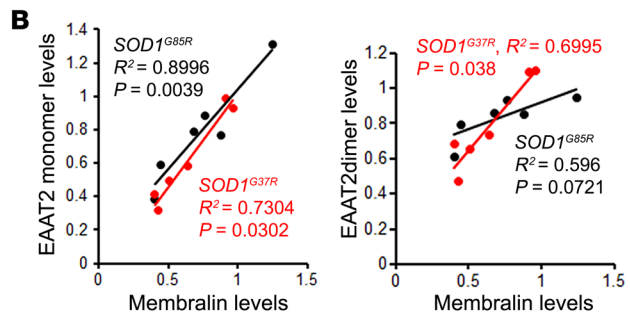 B
SOD1G85R
R² = 0.8996
P = 0.0039
SOD1G37R
R² = 0.7304
P = 0.0302
EAAT2 monomer levels
1.4
1.2
1
0.8
0.6
0.4
0.2
0
0
0.5
1
1.5
Membralin levels
SOD1G37R, R² = 0.6995
P = 0.038
SOD1G85R
R² = 0.596
P = 0.0721
EAAT2dimer levels
1.2
1
0.8
0.6
0.4
0.2
0
0
0.5
1
1.5
Membralin levels